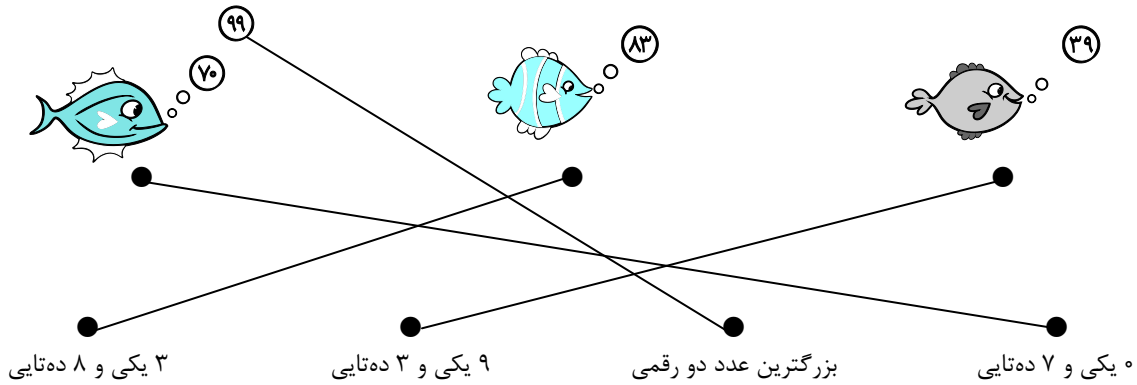 ۹۹
۳۹
۸۳
۷۰
۰ یکی و ۷ ده‌تایی
بزرگترین عدد دو رقمی
۹ یکی و ۳ ده‌تایی
۳ یکی و ۸ ده‌تایی